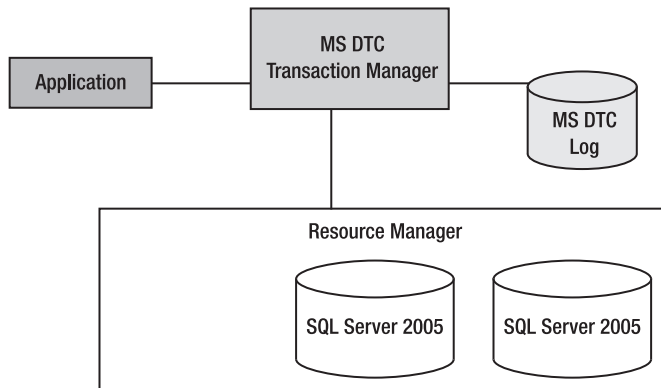 MS DTC
Transaction Manager
Application
MS DTC
Log
Resource Manager
SQL Server 2005
SQL Server 2005